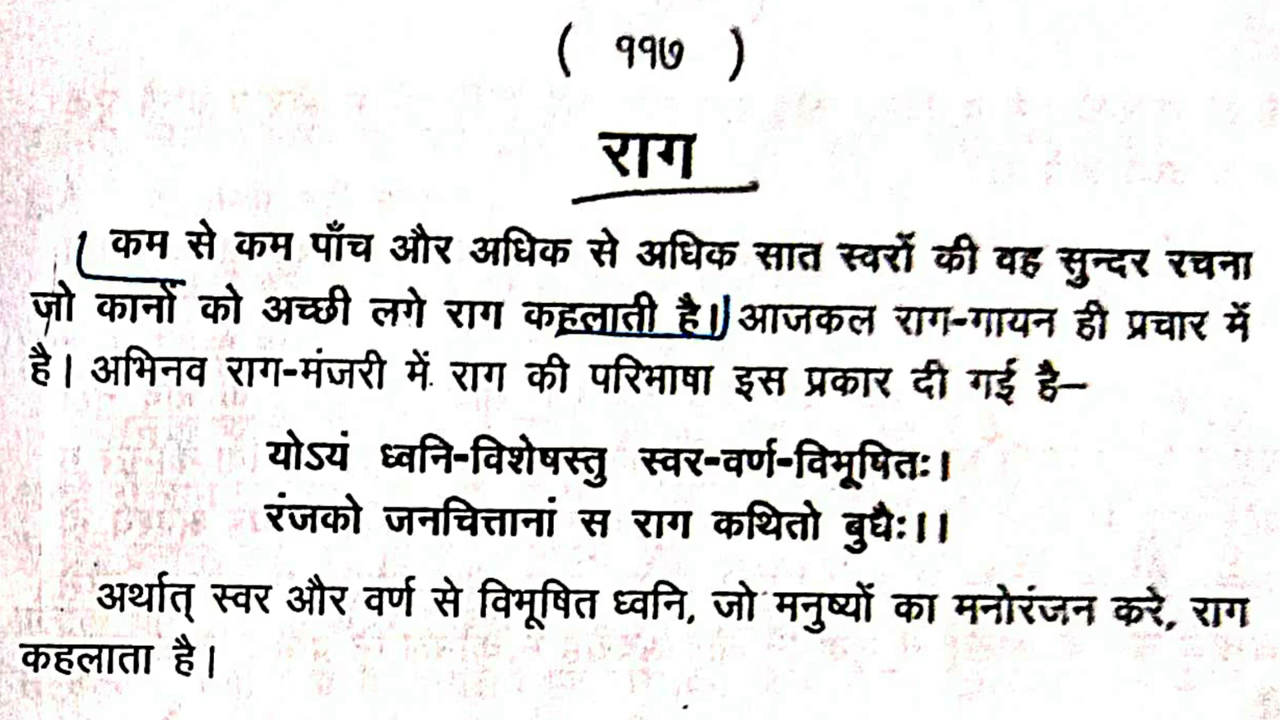 ( ११७ )
राग
कम से कम पाँच और अधिक से अधिक सात स्वरों की वह सुन्दर रचना
जो कानों को अच्छी लगे राग कहलाती है। आजकल राग-गायन ही प्रचार में
है। अभिनव राग-मंजरी में राग की परिभाषा इस प्रकार दी गई है–
योऽयं ध्वनि-विशेषस्तु स्वर-वर्ण-विभूषितः।
रंजको जनचित्तानां स राग कथितो बुधैः।।
अर्थात् स्वर और वर्ण से विभूषित ध्वनि, जो मनुष्यों का मनोरंजन करे, राग
कहलाता है।